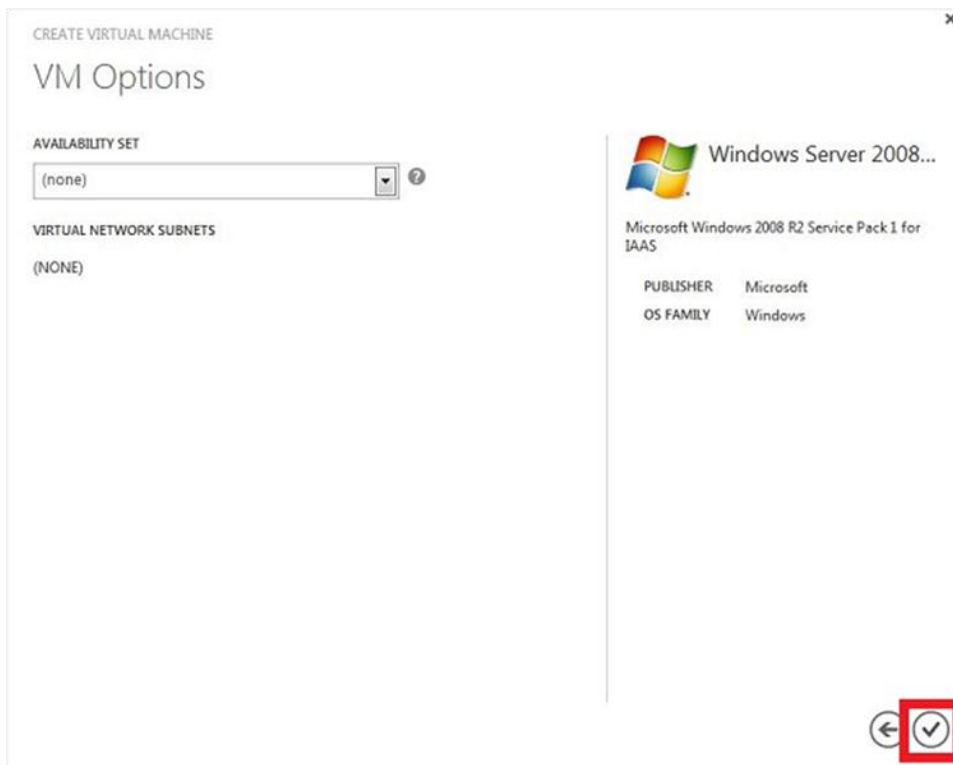 CREATE VIRTUAL MACHINE
VM Options
AVAILABILITY SET
(none)
VIRTUAL NETWORK SUBNETS
(NONE)
Windows Server 2008...
Microsoft Windows 2008 R2 Service Pack 1 for
IAAS
PUBLISHER Microsoft
OS FAMILY Windows